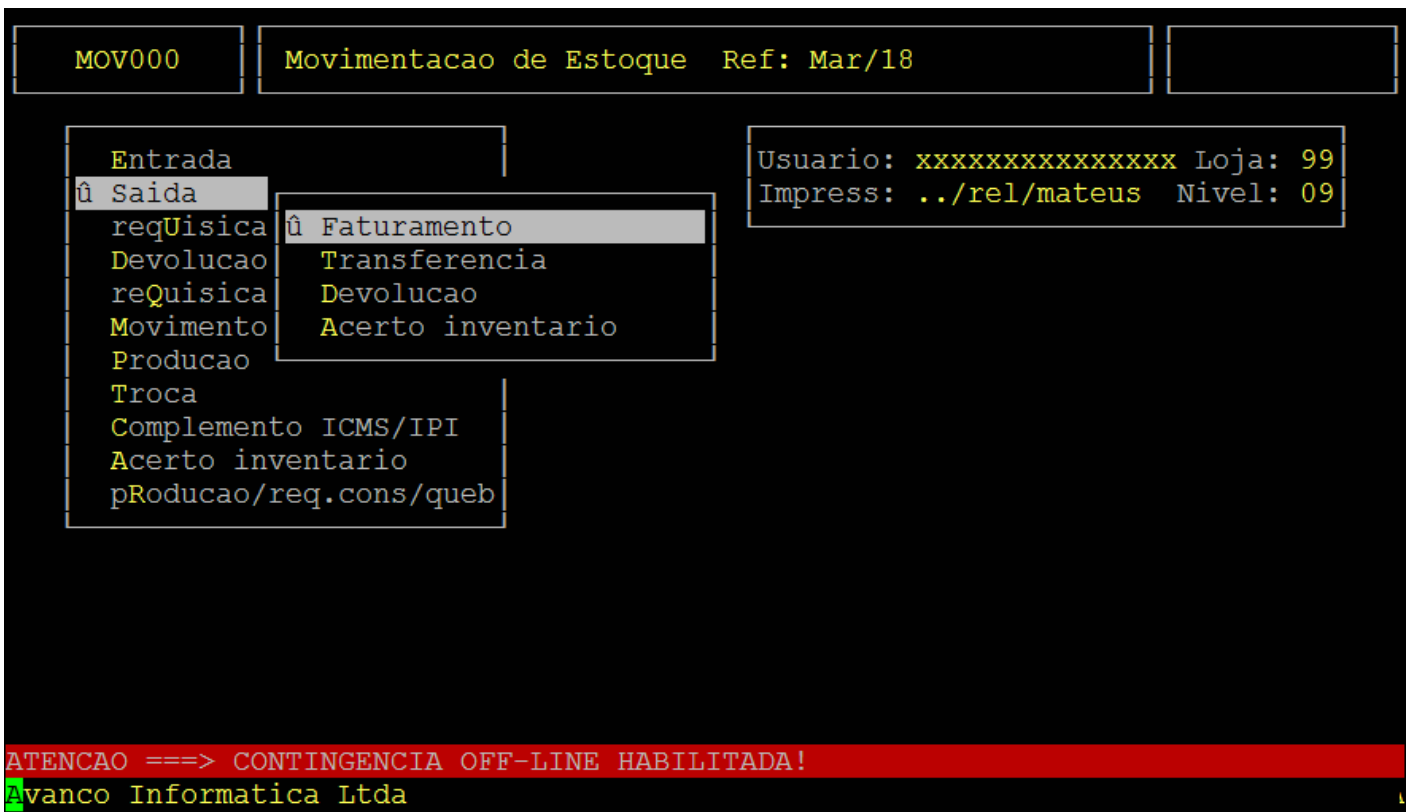 MOV000
Movimentacao de Estoque Ref: Mar/18
Entrada
û Saida
reqUisica
Devolucao
reQuisica
Movimento
Producao
Troca
Complemento ICMS/IPI
Acerto inventario
pRoducao/req.cons/queb
û Faturamento
Transferencia
Devolucao
Acerto inventario
Usuario: xxxxxxxxxxxxxxx Loja: 99
Impress: ../rel/mateus Nivel: 09
ATENCAO ===> CONTINGENCIA OFF-LINE HABILITADA!
Avanco Informatica Ltda